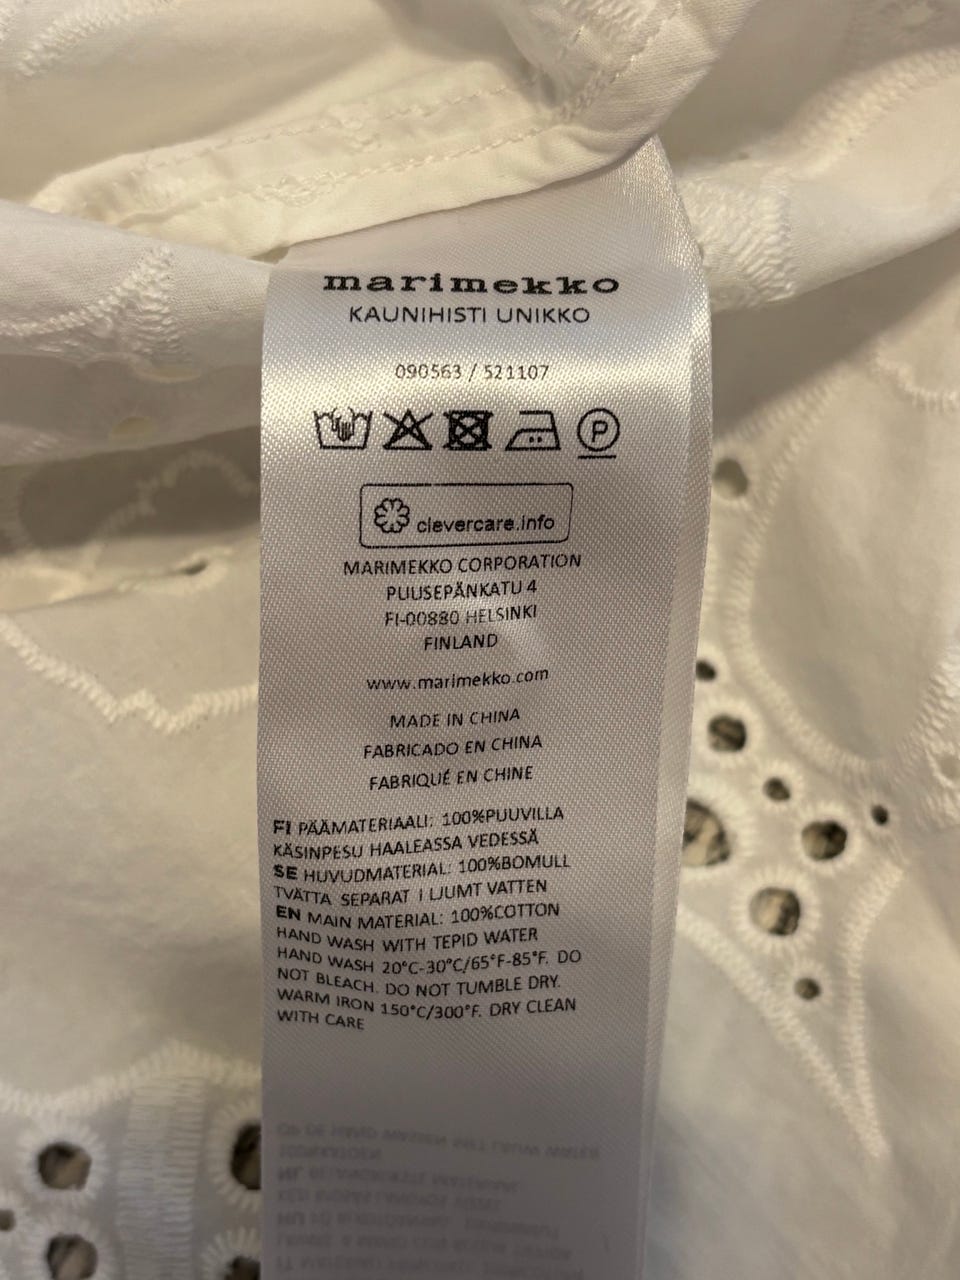 marimekko
KAUNIHISTI UNIKKO
090563 / 521107
P
clevercare.info
MARIMEKKO CORPORATION
PUUSEPÄNKATU 4
FI-00880 HELSINKI
FINLAND
www.marimekko.com
MADE IN CHINA
FABRICADO EN CHINA
FABRIQUÉ EN CHINE
FI PÄÄMATERIAALI: 100%PUUVILLA
KÄSINPESU HAALEASSA VEDESSÄ
SE HUVUDMATERIAL: 100%BOMULL
TVÄTTA SEPARAT I LJUMT VATTEN
EN MAIN MATERIAL: 100%COTTON
HAND WASH WITH TEPID WATER
HAND WASH 20°C-30°C/65°F-85°F. DO
NOT BLEACH. DO NOT TUMBLE DRY.
WARM IRON 150°C/300°F. DRY CLEAN
WITH CARE